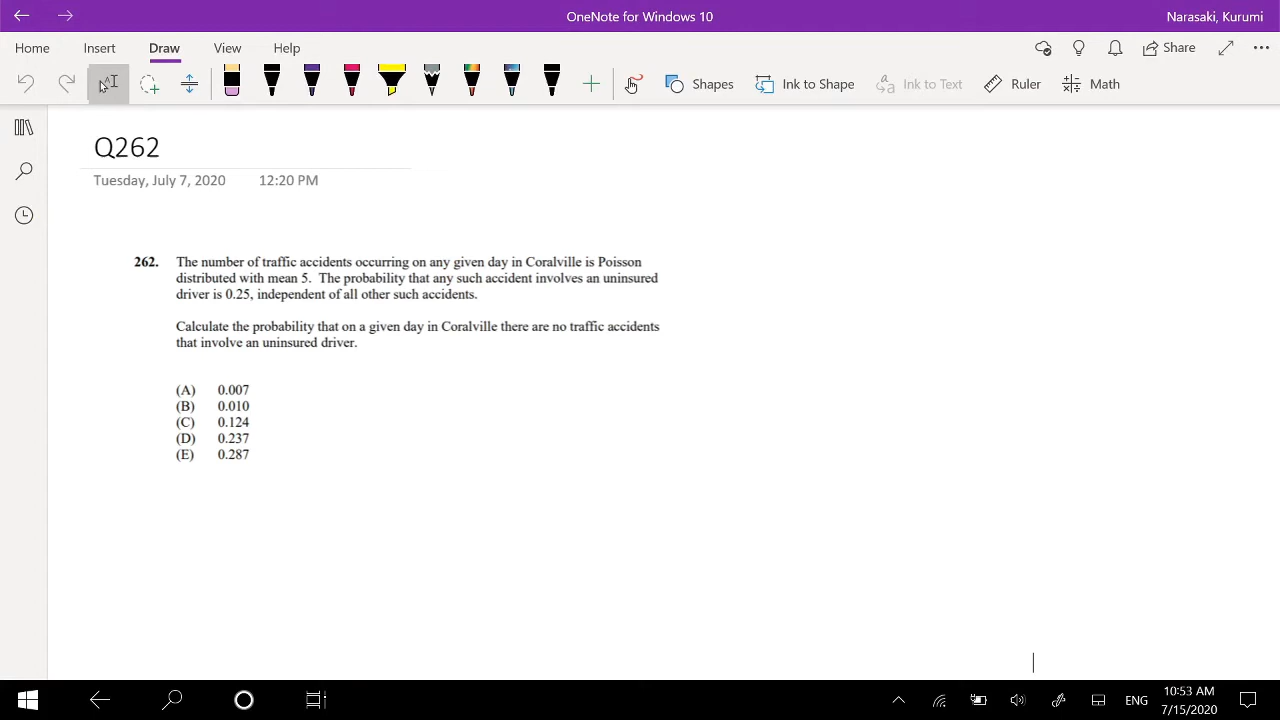 OneNote for Windows 10
Narasaki, Kurumi
Home Insert Draw View Help
Share
Shapes Ink to Shape Ink to Text Ruler Math
Q262
Tuesday, July 7, 2020 12:20 PM
262. The number of traffic accidents occurring on any given day in Coralville is Poisson
distributed with mean 5. The probability that any such accident involves an uninsured
driver is 0.25, independent of all other such accidents.
Calculate the probability that on a given day in Coralville there are no traffic accidents
that involve an uninsured driver.
(A) 0.007
(B) 0.010
(C) 0.124
(D) 0.237
(E) 0.287
ENG
10:53 AM
7/15/2020